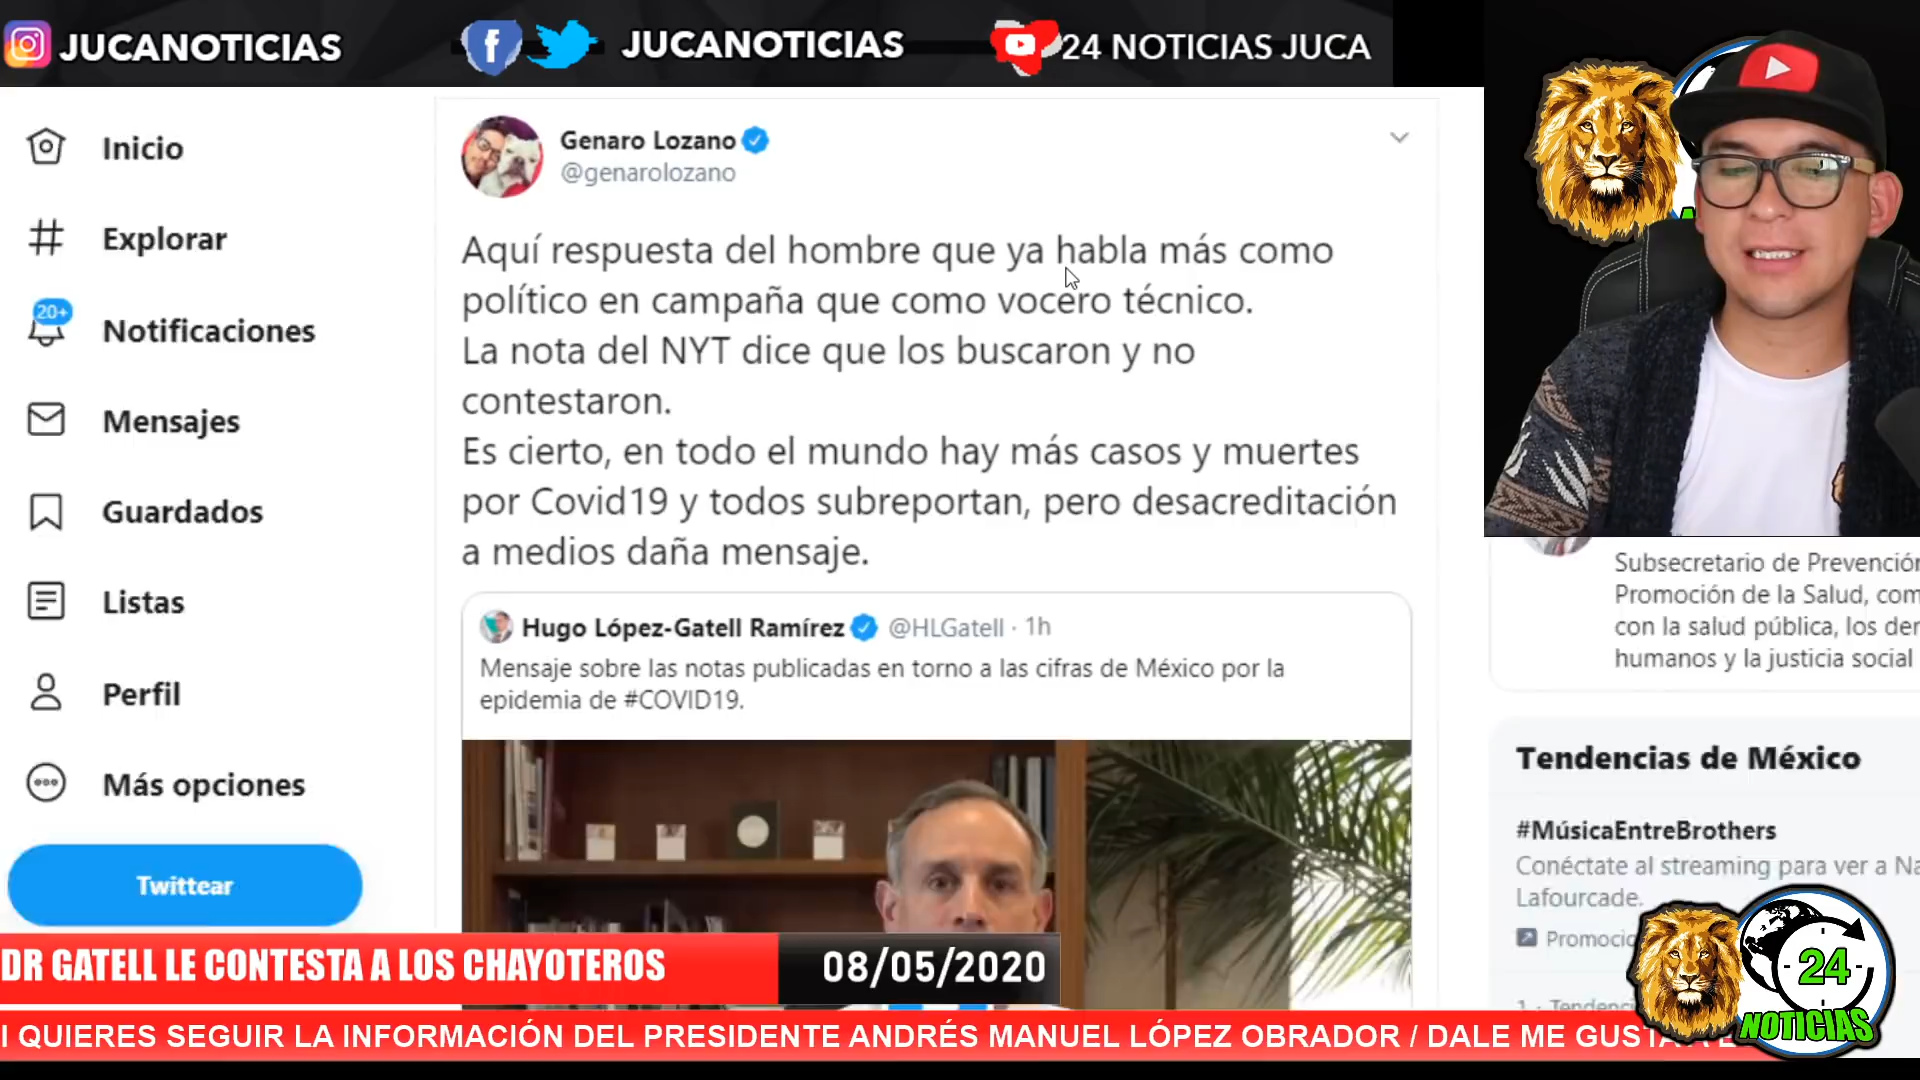 JUCANOTICIAS
JUCANOTICIAS
24 NOTICIAS JUCA
Inicio
Explorar
20+
Notificaciones
Mensajes
Guardados
Listas
Perfil
Más opciones
Twittear
Genaro Lozano
@genarolozano
Aquí respuesta del hombre que ya habla más como
político en campaña que como vocero técnico.
La nota del NYT dice que los buscaron y no
contestaron.
Es cierto, en todo el mundo hay más casos y muertes
por Covid19 y todos subreportan, pero desacreditación
a medios daña mensaje.
Hugo López-Gatell Ramírez @HLGatell · 1h
Mensaje sobre las notas publicadas en torno a las cifras de México por la
epidemia de #COVID19.
Subsecretario de Prevención
Promoción de la Salud, com
con la salud pública, los der
humanos y la justicia social
Tendencias de México
#MúsicaEntreBrothers
Conéctate al streaming para ver a Na
Lafourcade.
Promocio
1 · Tendenci
24
NOTICIAS
DR GATELL LE CONTESTA A LOS CHAYOTEROS
08/05/2020
I QUIERES SEGUIR LA INFORMACIÓN DEL PRESIDENTE ANDRÉS MANUEL LÓPEZ OBRADOR / DALE ME GUSTA A